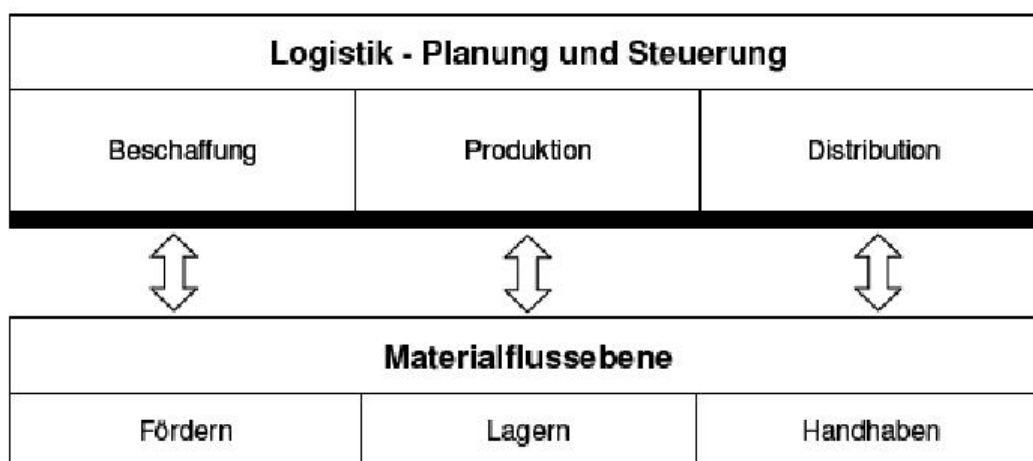 Logistik - Planung und Steuerung
Beschaffung Produktion Distribution
Materialflussebene
Fördern Lagern Handhaben